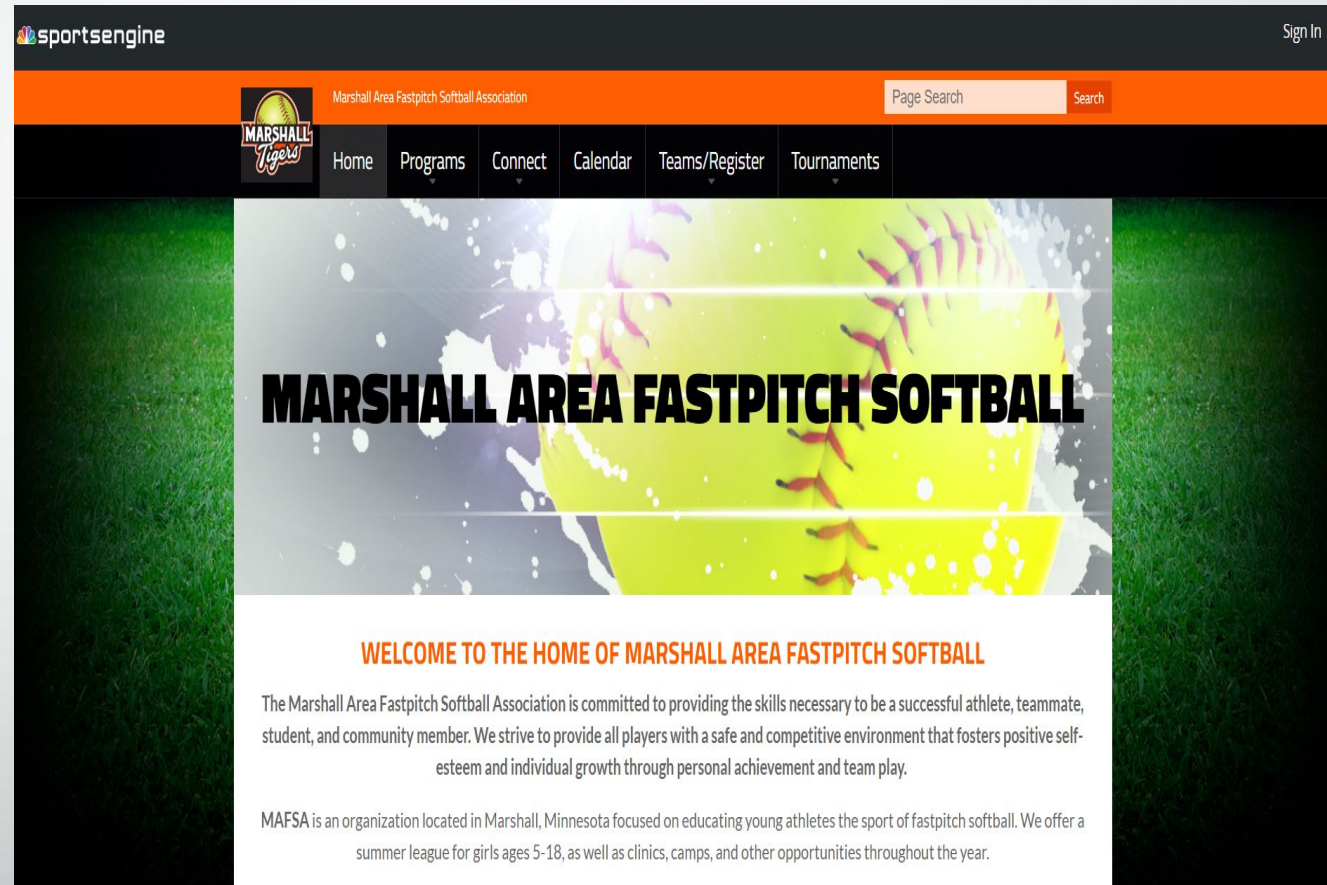 sportsengine
Sign In
Marshall Area Fastpitch Softball Association
Page Search
Search
MARSHALL
Tigers
Home Programs Connect Calendar Teams/Register Tournaments
MARSHALL AREA FASTPITCH SOFTBALL
WELCOME TO THE HOME OF MARSHALL AREA FASTPITCH SOFTBALL
The Marshall Area Fastpitch Softball Association is committed to providing the skills necessary to be a successful athlete, teammate,
student, and community member. We strive to provide all players with a safe and competitive environment that fosters positive self-
esteem and individual growth through personal achievement and team play.
MAFSA is an organization located in Marshall, Minnesota focused on educating young athletes the sport of fastpitch softball. We offer a
summer league for girls ages 5-18, as well as clinics, camps, and other opportunities throughout the year.